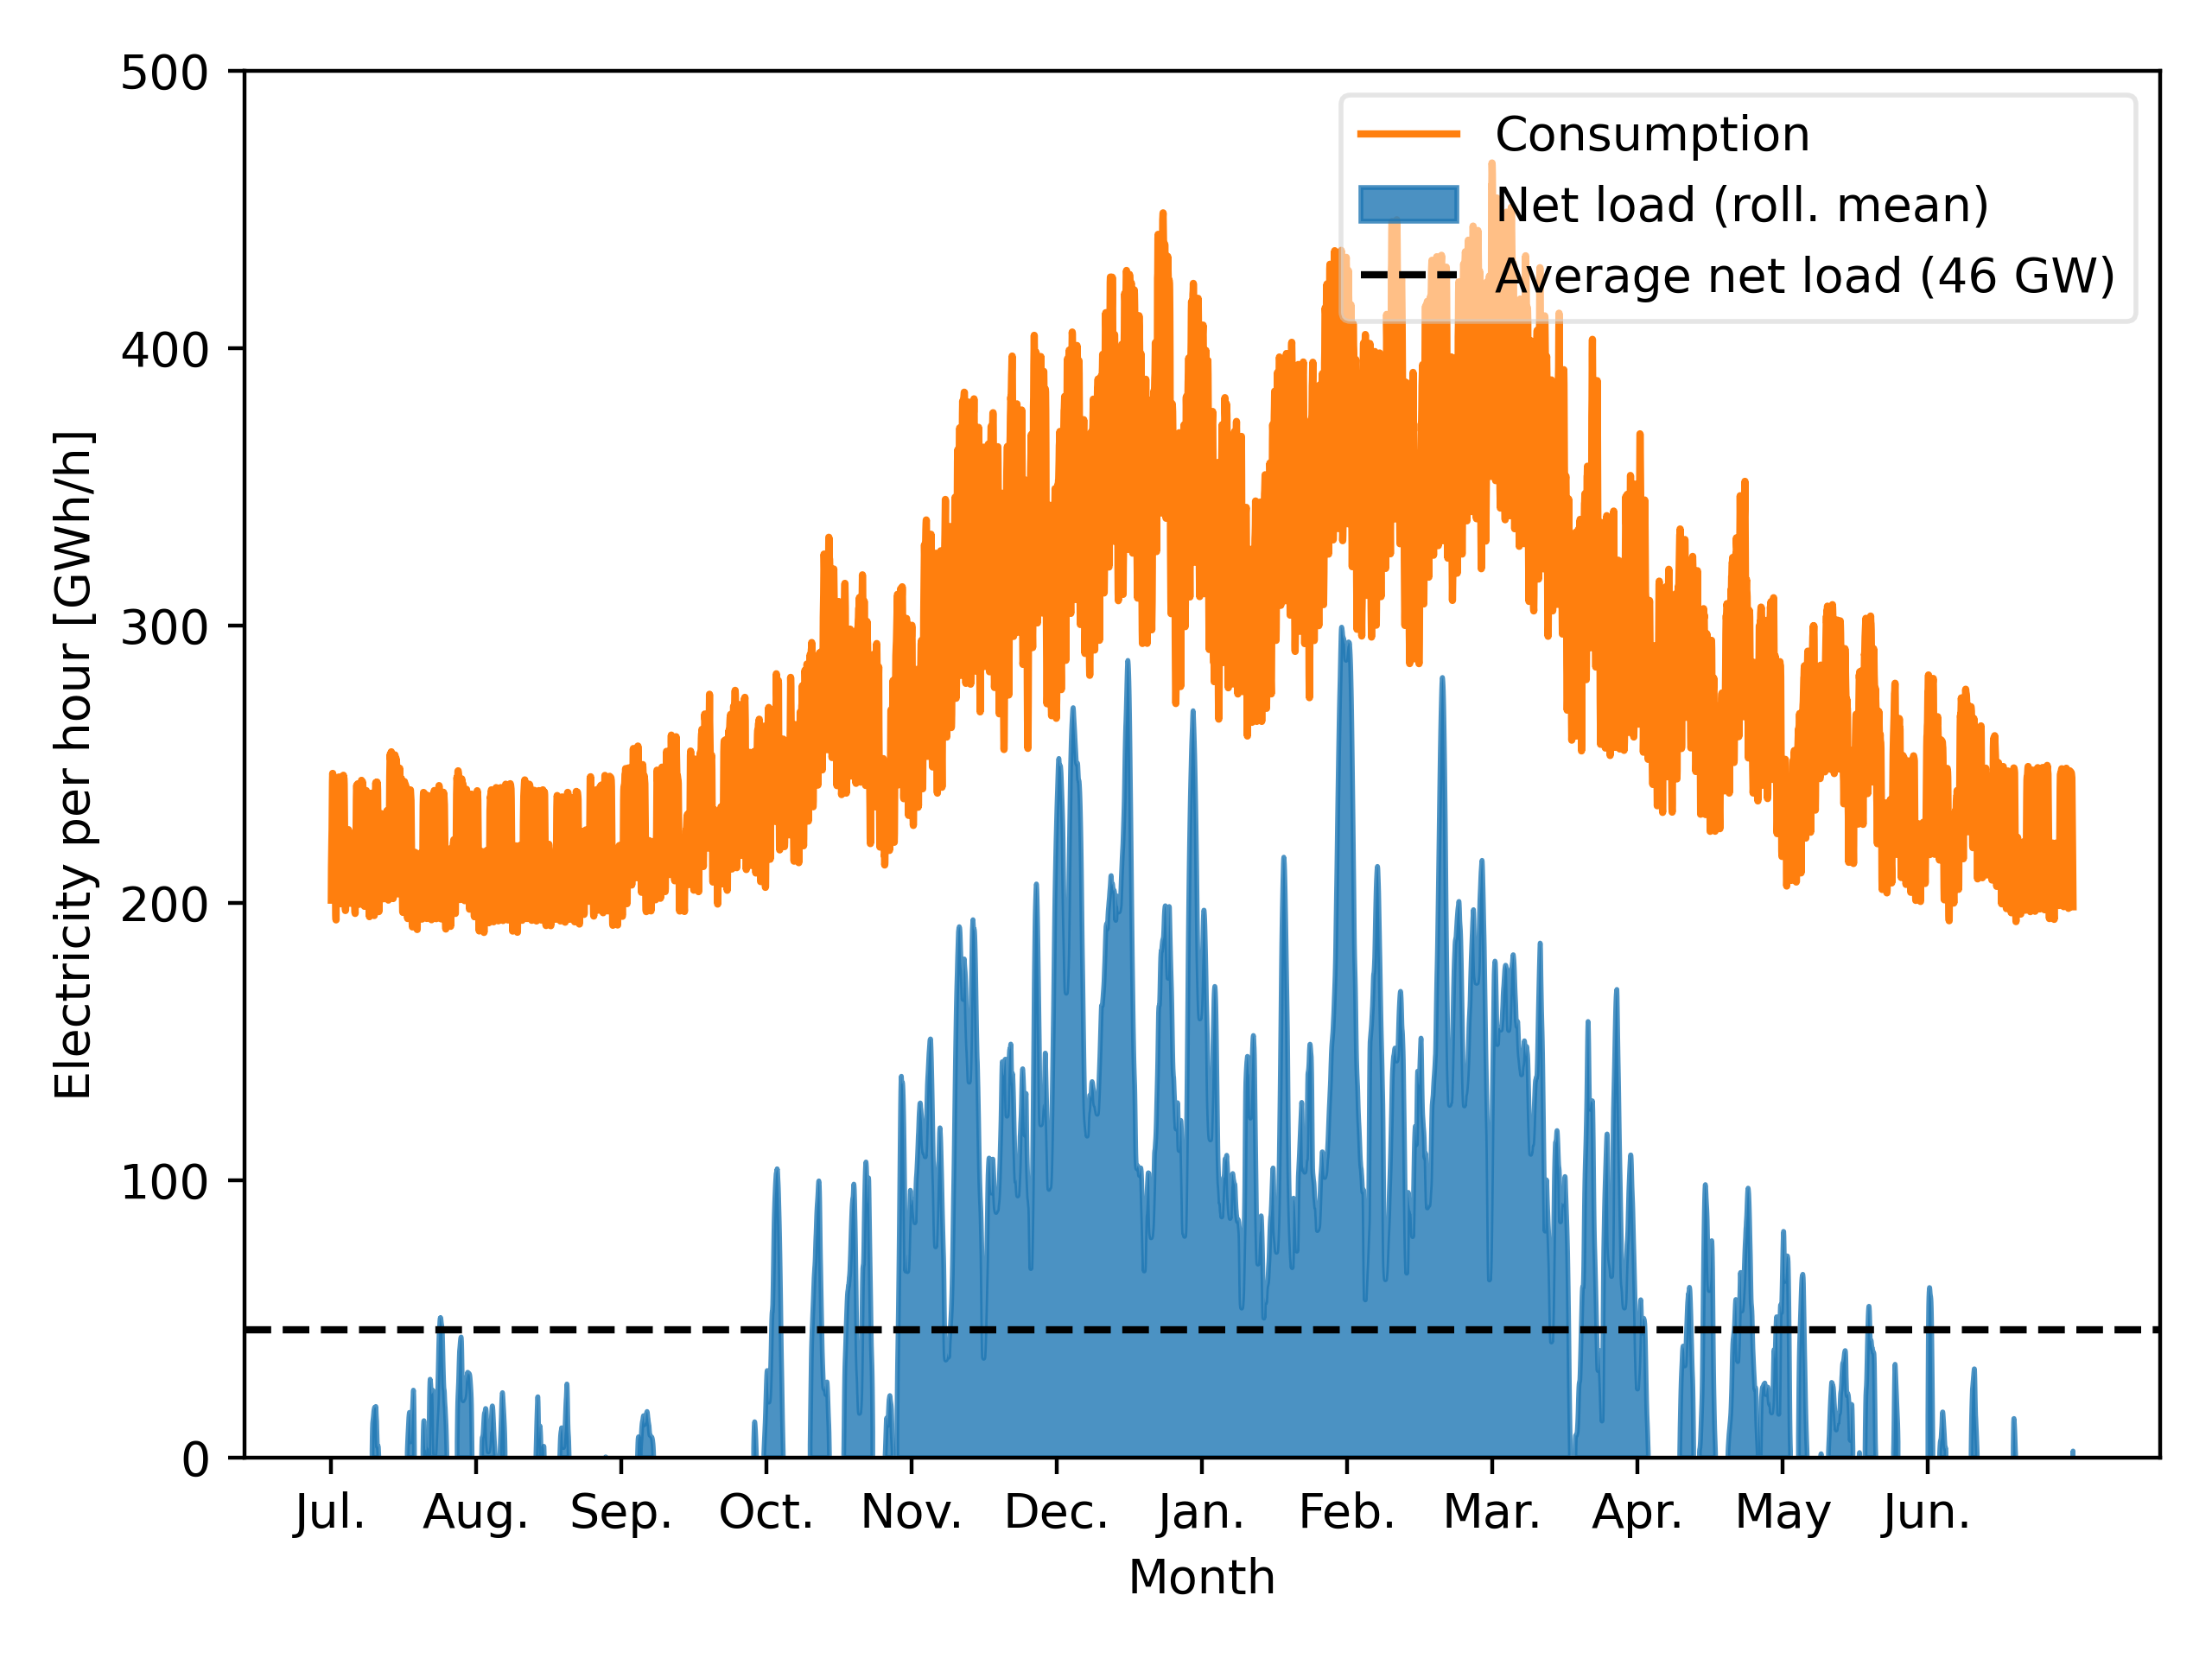 Electricity per hour [GWh/h]
500
400
300
200
100
0
Consumption
Net load (roll. mean)
Average net load (46 GW)
Jul. Aug. Sep. Oct. Nov. Dec. Jan. Feb. Mar. Apr. May Jun.
Month